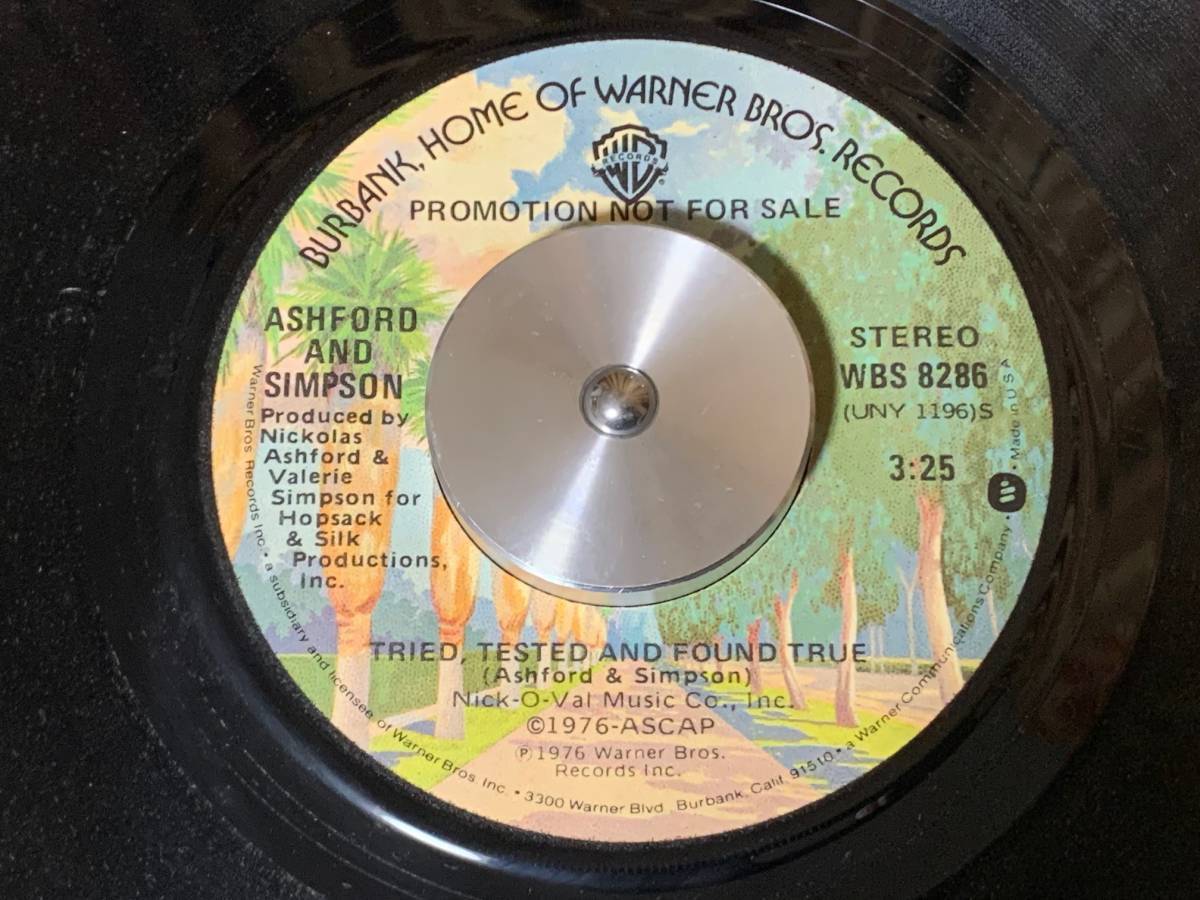 BURBANK, HOME OF WARNER BROS. RECORDS
RECORDS
PROMOTION NOT FOR SALE
ASHFORD
AND
SIMPSON
Produced by
Nickolas
Ashford &
Valerie
Simpson for
Hopsack
& Silk
Productions,
Inc.
STEREO
WBS 8286
(UNY 1196)S
3:25
TRIED, TESTED AND FOUND TRUE
(Ashford & Simpson)
Nick-O-Val Music Co., Inc.
©1976-ASCAP
℗1976 Warner Bros.
Records Inc.
Warner Bros. Records Inc. • a subsidiary and licensee of Warner Bros. Inc. • 3300 Warner Blvd., Burbank, Calif. 91510 • a Warner Communications Company • Made in U S A